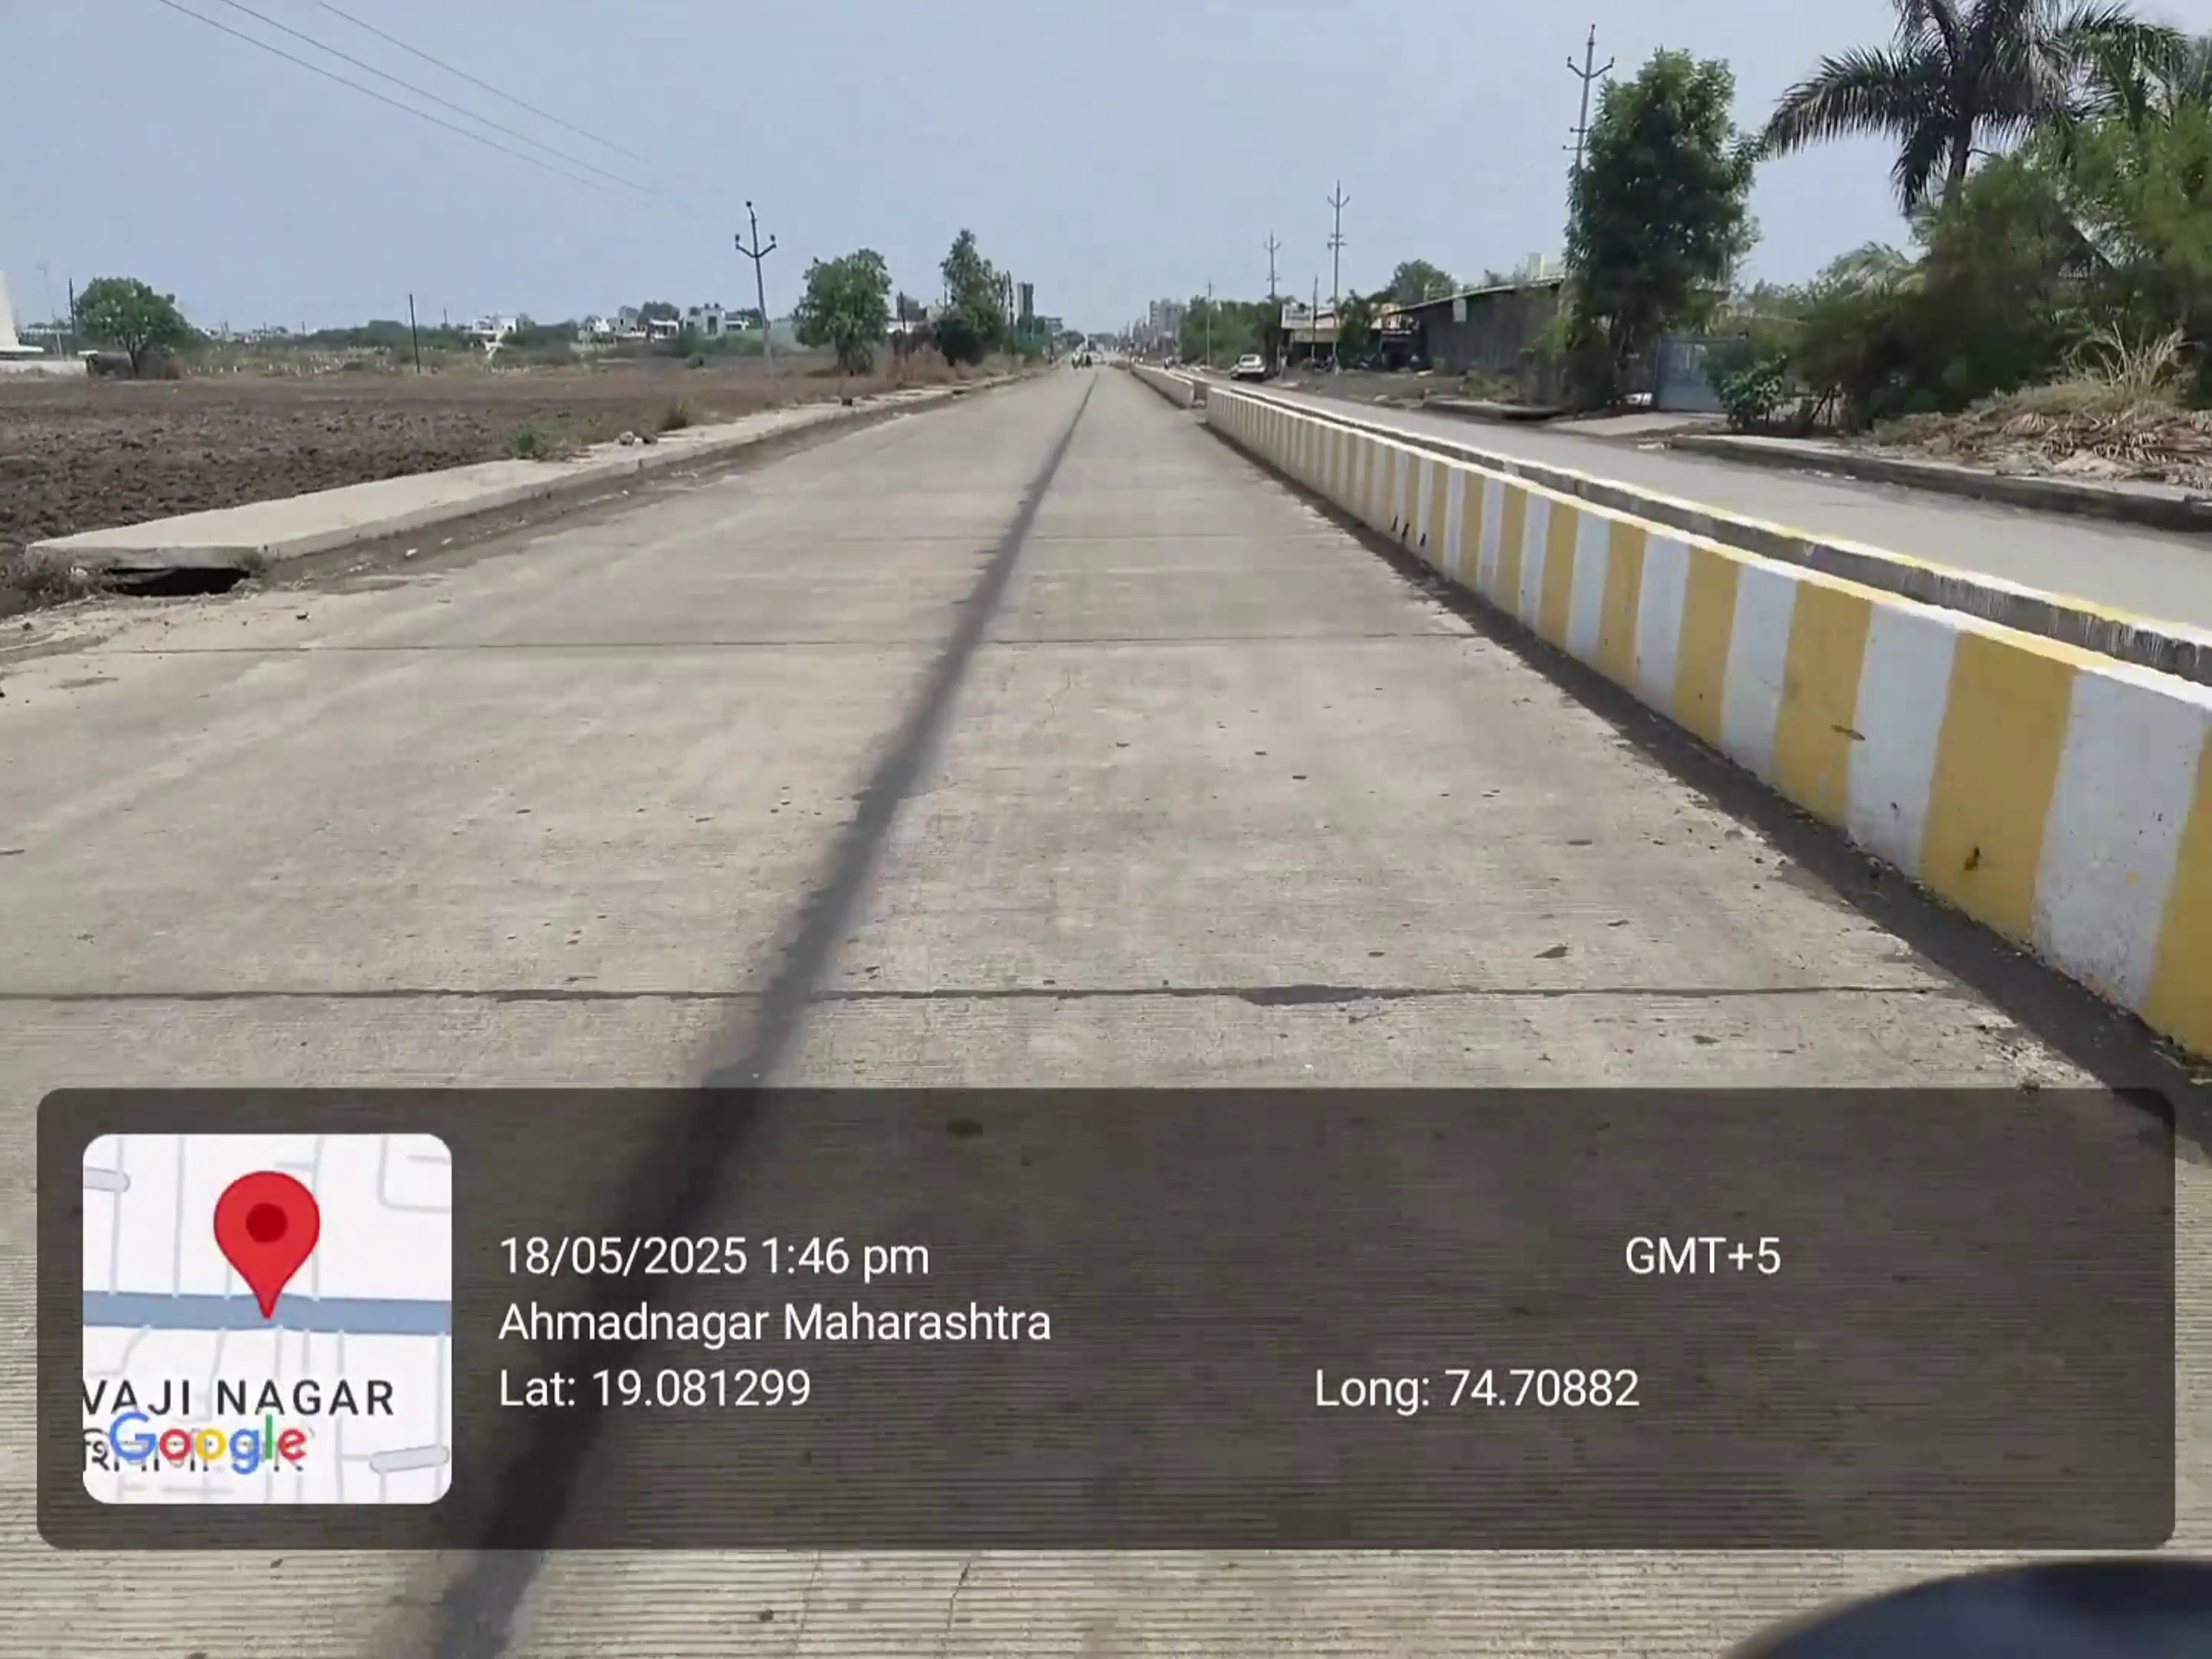 18/05/2025 1:46 pm GMT+5
Ahmadnagar Maharashtra
Lat: 19.081299 Long: 74.70882
VAJI NAGAR
Google